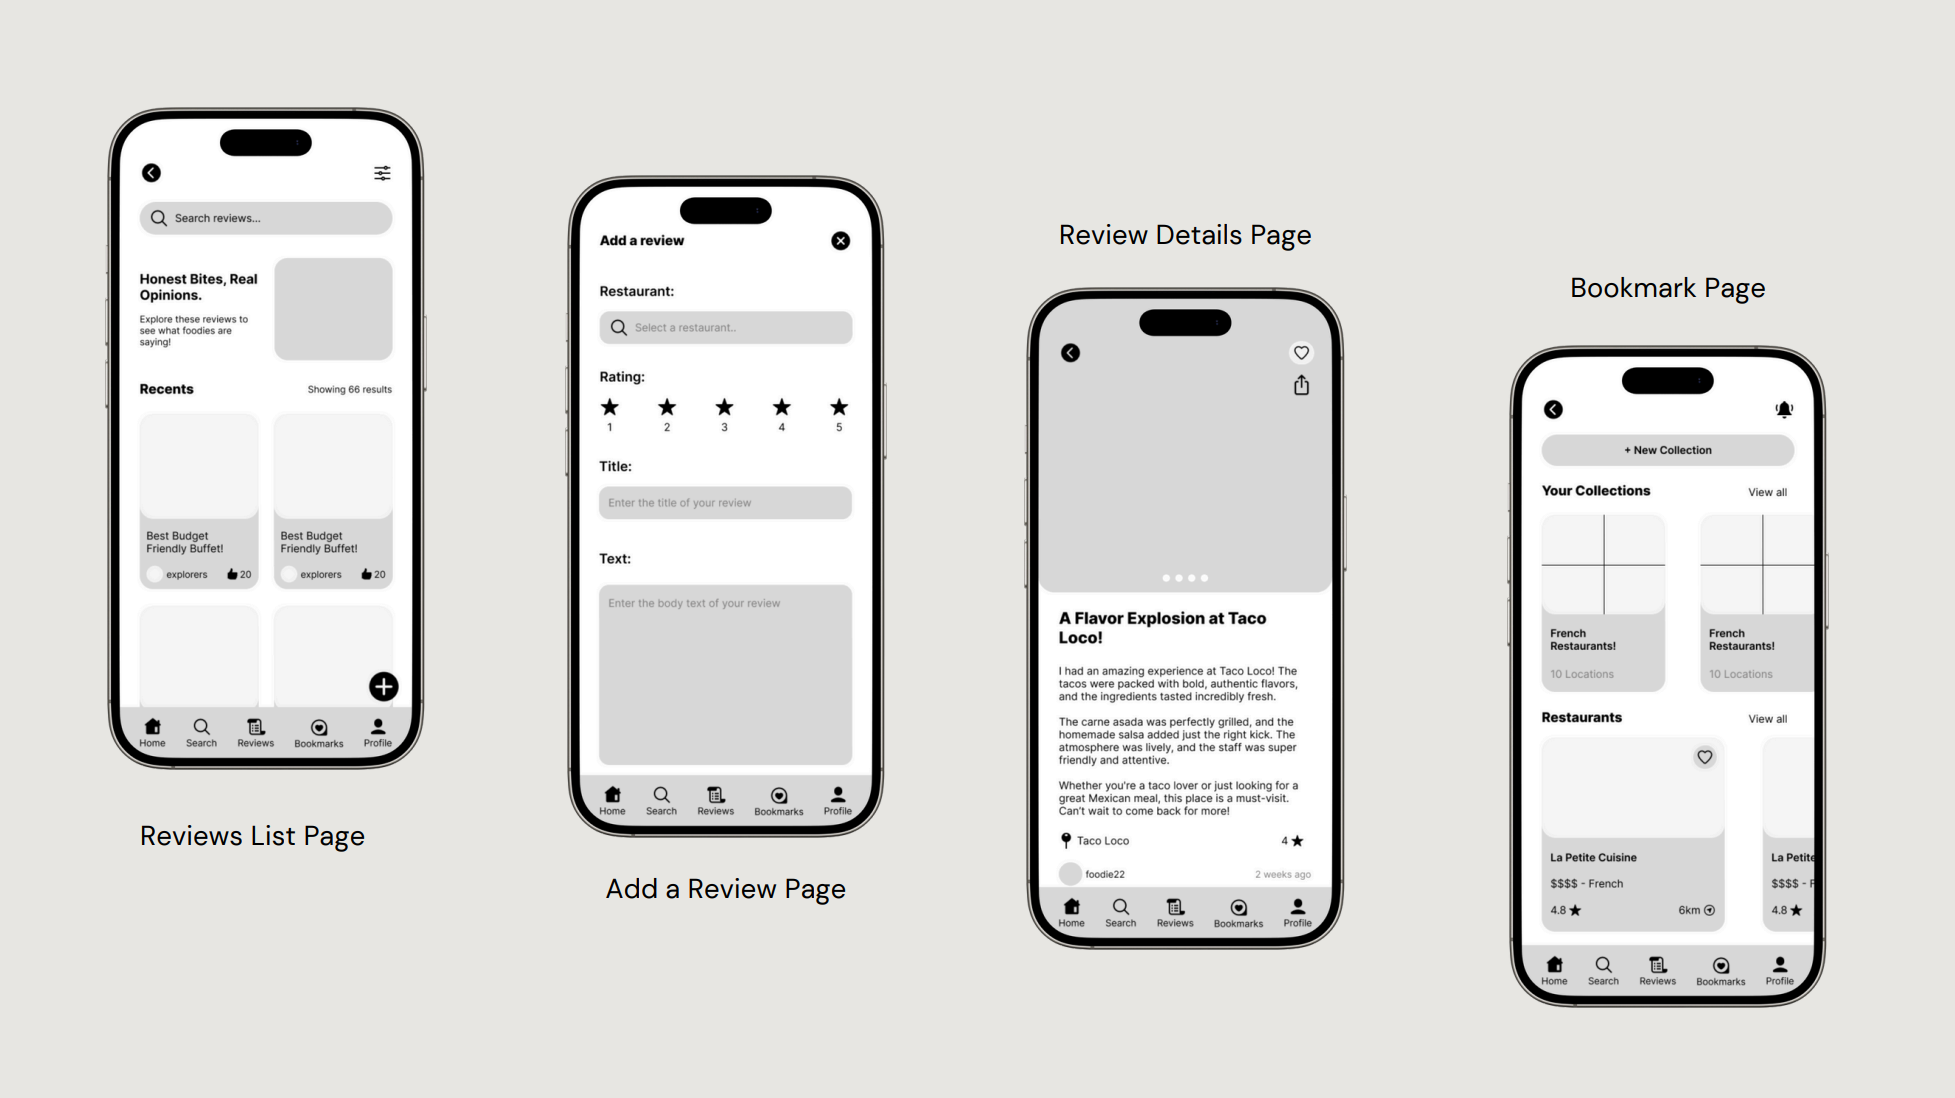 Search reviews...
Honest Bites, Real
Opinions.
Explore these reviews to
see what foodies are
saying!
Recents
Showing 66 results
Best Budget
Friendly Buffet!
explorers
20
Best Budget
Friendly Buffet!
explorers
20
Home
Search
Reviews
Bookmarks
Profile
Reviews List Page
Add a review
Restaurant:
Select a restaurant..
Rating:
1
2
3
4
5
Title:
Enter the title of your review
Text:
Enter the body text of your review
Home
Search
Reviews
Bookmarks
Profile
Add a Review Page
Review Details Page
A Flavor Explosion at Taco
Loco!
I had an amazing experience at Taco Loco! The
tacos were packed with bold, authentic flavors,
and the ingredients tasted incredibly fresh.
The carne asada was perfectly grilled, and the
homemade salsa added just the right kick. The
atmosphere was lively, and the staff was super
friendly and attentive.
Whether you're a taco lover or just looking for a
great Mexican meal, this place is a must-visit.
Can't wait to come back for more!
Taco Loco
4
foodie22
2 weeks ago
Home
Search
Reviews
Bookmarks
Profile
Bookmark Page
+ New Collection
Your Collections
View all
French
Restaurants!
10 Locations
French
Restaurants!
10 Locations
Restaurants
View all
La Petite Cuisine
$$$$ - French
4.8
6km
La Petite
$$$$ - F
4.8
Home
Search
Reviews
Bookmarks
Profile